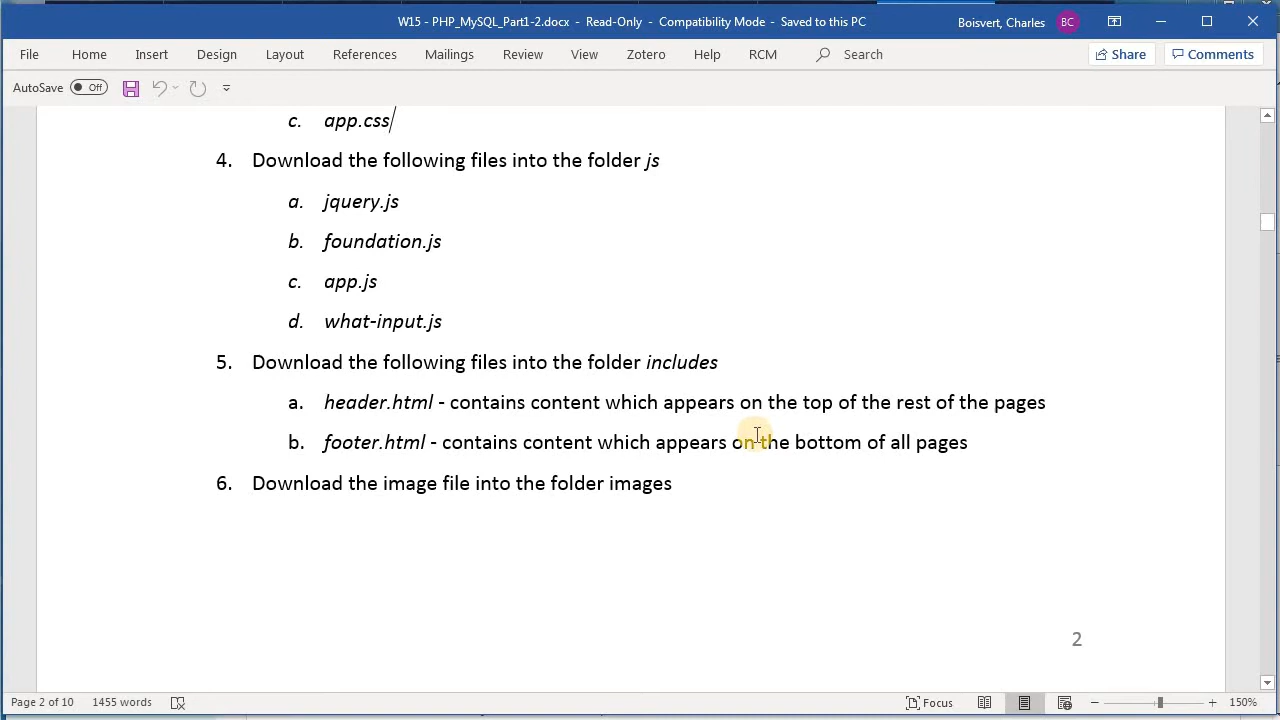 W15 - PHP_MySQL_Part1-2.docx - Read-Only - Compatibility Mode - Saved to this PC
Boisvert, Charles BC
File Home Insert Design Layout References Mailings Review View Zotero Help RCM Search Share Comments
AutoSave Off
c. app.css
4. Download the following files into the folder js
a. jquery.js
b. foundation.js
c. app.js
d. what-input.js
5. Download the following files into the folder includes
a. header.html - contains content which appears on the top of the rest of the pages
b. footer.html - contains content which appears on the bottom of all pages
6. Download the image file into the folder images
2
Page 2 of 10 1455 words Focus 150%